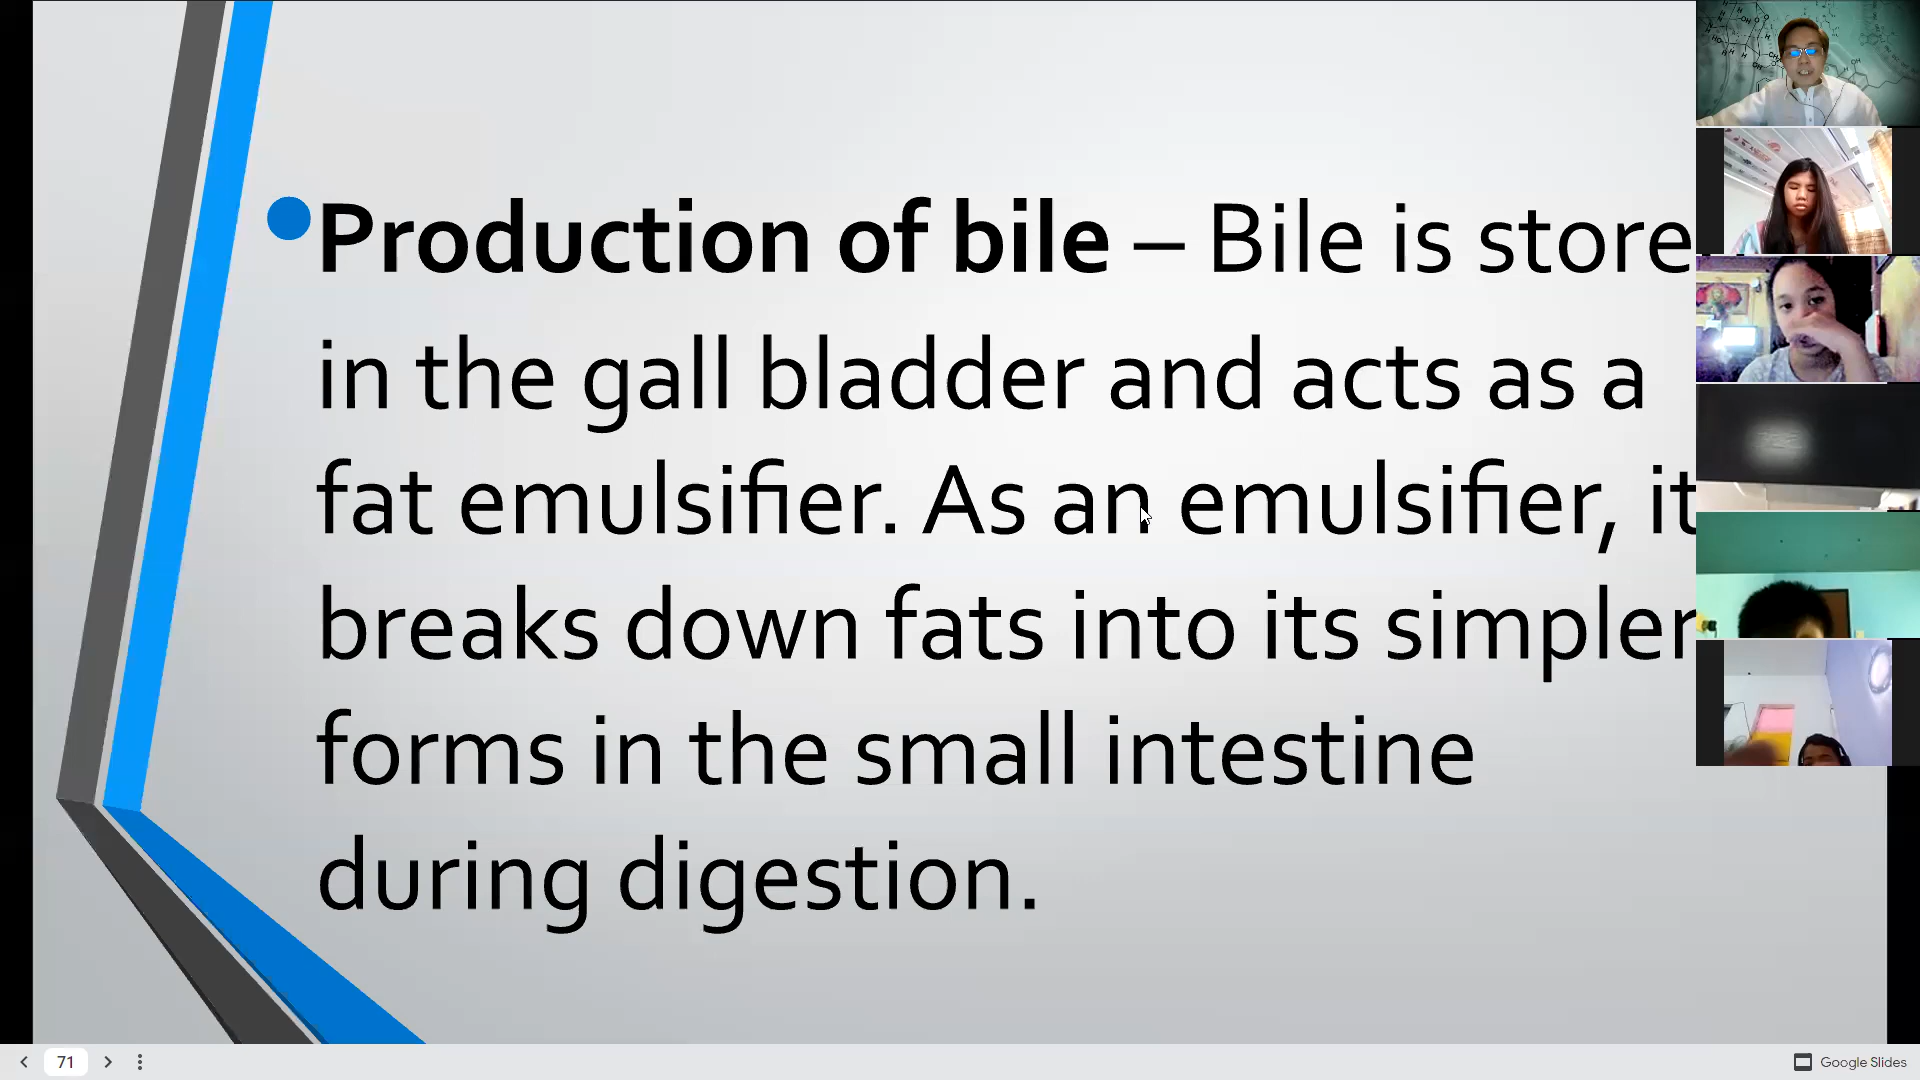 Production of bile – Bile is store
in the gall bladder and acts as a
fat emulsifier. As an emulsifier, it
breaks down fats into its simpler
forms in the small intestine
during digestion.
71
Google Slides